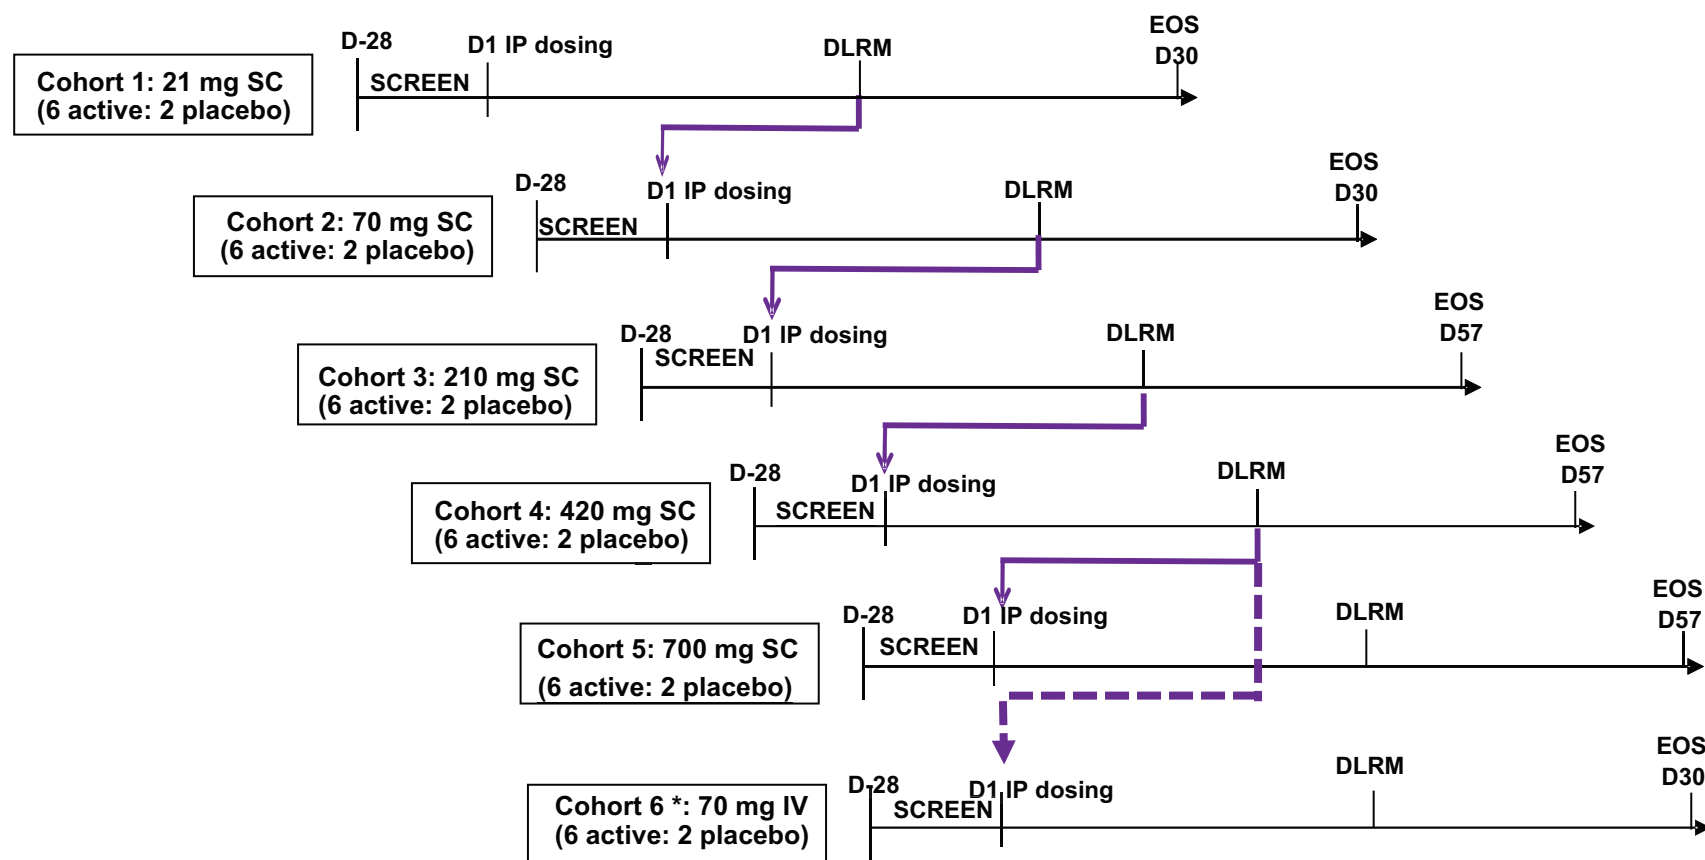 EOS
D-28
D1 IP dosing
DLRM
D30
Cohort 1: 21 mg SC
(6 active: 2 placebo)
SCREEN
EOS
D-28
D1 IP dosing
DLRM
D30
Cohort 2: 70 mg SC
(6 active: 2 placebo)
SCREEN
EOS
D-28
D1 IP dosing
DLRM
D57
Cohort 3: 210 mg SC
(6 active: 2 placebo)
SCREEN
EOS
D-28
D1 IP dosing
DLRM
D57
Cohort 4: 420 mg SC
(6 active: 2 placebo)
SCREEN
EOS
D-28
D1 IP dosing
DLRM
D57
Cohort 5: 700 mg SC
(6 active: 2 placebo)
SCREEN
EOS
D-28
D1 IP dosing
DLRM
D30
Cohort 6 *: 70 mg IV
(6 active: 2 placebo)
SCREEN